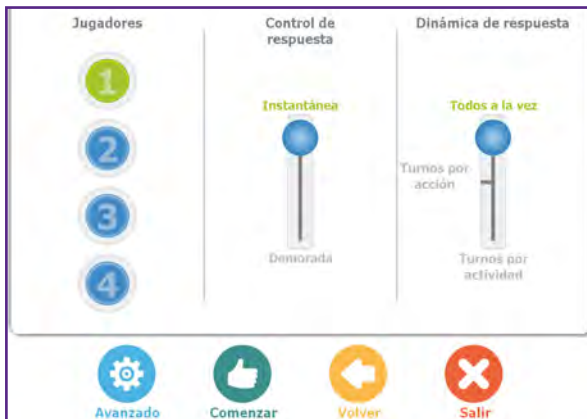 Jugadores
1
2
3
4
Control de
respuesta
Instantánea
Demorada
Dinámica de respuesta
Todos a la vez
Turnos por
acción
Turnos por
actividad
Avanzado
Comenzar
Volver
Salir